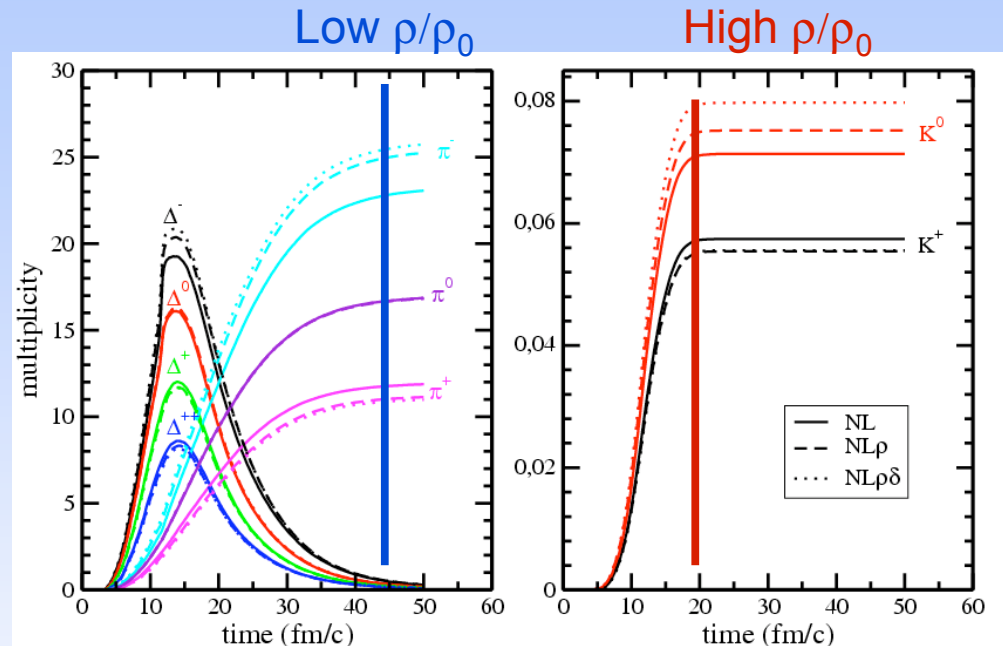 Low ρ/ρ₀
High ρ/ρ₀
30
25
20
15
10
5
0
multiplicity
Δ⁻
Δ⁰
Δ⁺
Δ⁺⁺
π⁻
π⁰
π⁺
0 10 20 30 40 50 60
time (fm/c)
0,08
0,06
0,04
0,02
0
K⁰
K⁺
NL
NLρ
NLρδ
0 10 20 30 40 50 60
time (fm/c)